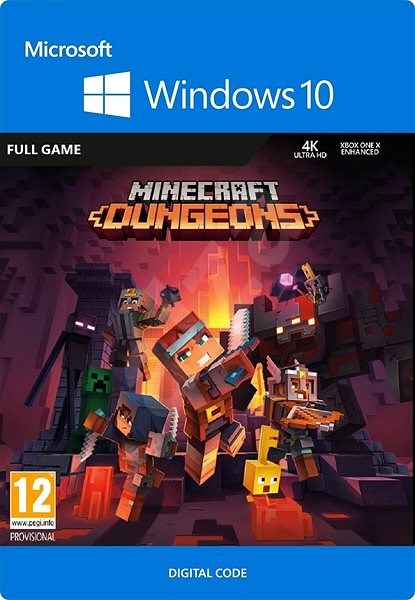 Microsoft
Windows 10
FULL GAME
4K
ULTRA HD
XBOX ONE X
ENHANCED
MINECRAFT
DUNGEONS
12
www.pegi.info
PROVISIONAL
DIGITAL CODE